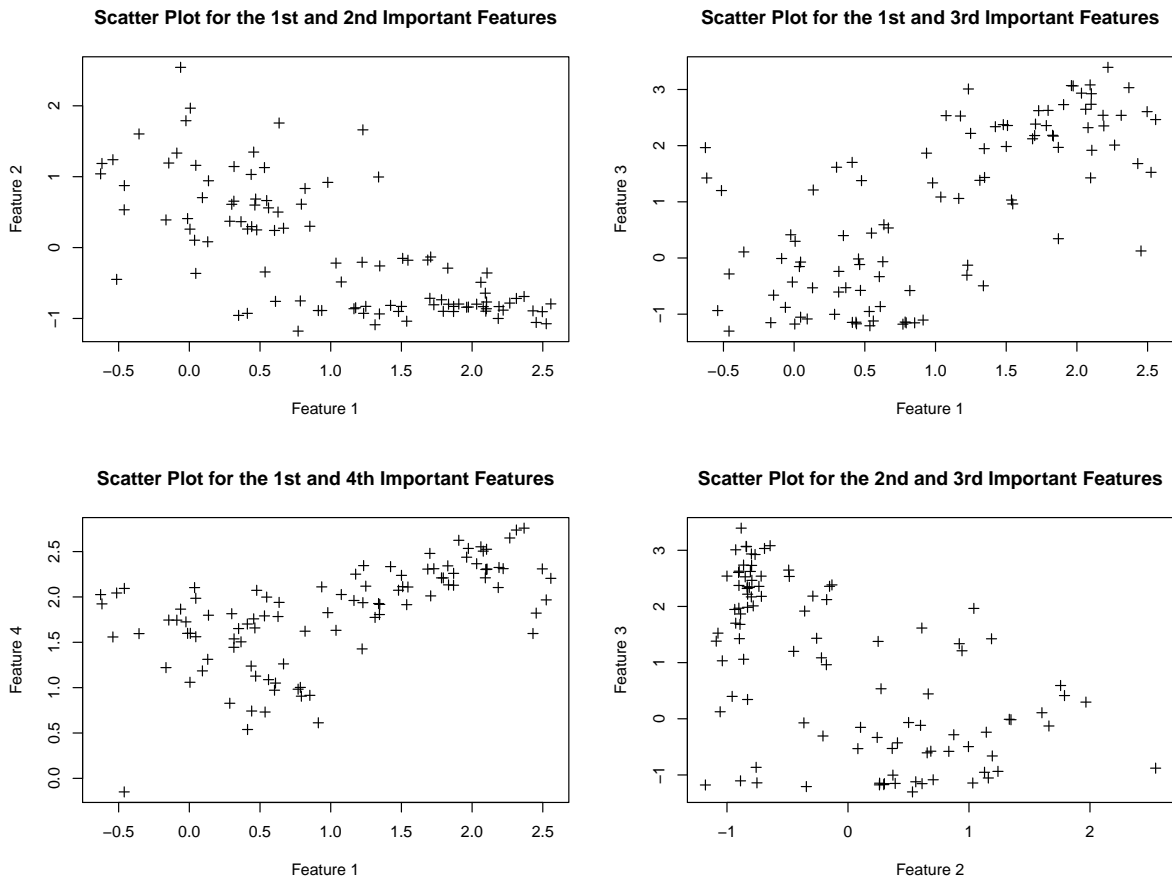 Scatter Plot for the 1st and 2nd Important Features
2
1
0
−1
Feature 2
−0.5 0.0 0.5 1.0 1.5 2.0 2.5
Feature 1
Scatter Plot for the 1st and 3rd Important Features
3
2
1
0
−1
Feature 3
−0.5 0.0 0.5 1.0 1.5 2.0 2.5
Feature 1
Scatter Plot for the 1st and 4th Important Features
2.5
2.0
1.5
1.0
0.5
0.0
Feature 4
−0.5 0.0 0.5 1.0 1.5 2.0 2.5
Feature 1
Scatter Plot for the 2nd and 3rd Important Features
3
2
1
0
−1
Feature 3
−1 0 1 2
Feature 2